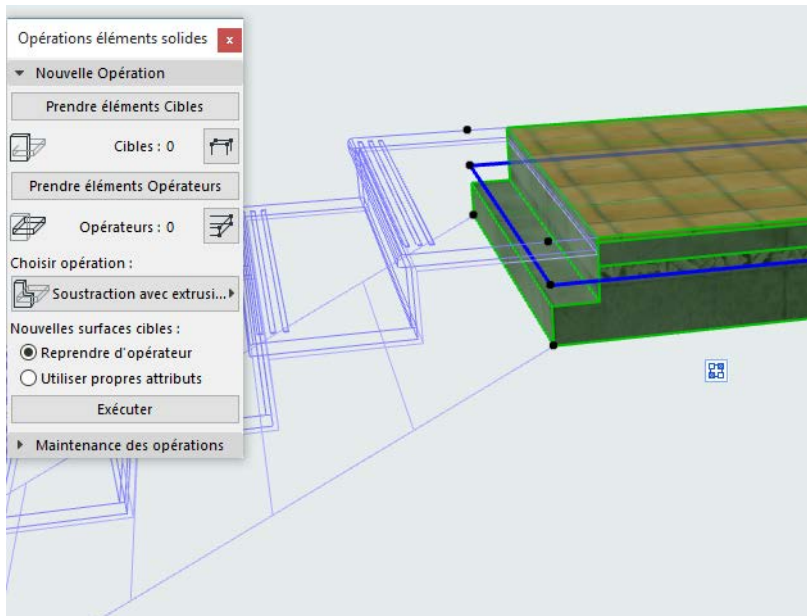 Opérations éléments solides
x
Nouvelle Opération
Prendre éléments Cibles
Cibles : 0
Prendre éléments Opérateurs
Opérateurs : 0
Choisir opération :
Soustraction avec extrusi...
Nouvelles surfaces cibles :
Reprendre d'opérateur
Utiliser propres attributs
Exécuter
Maintenance des opérations